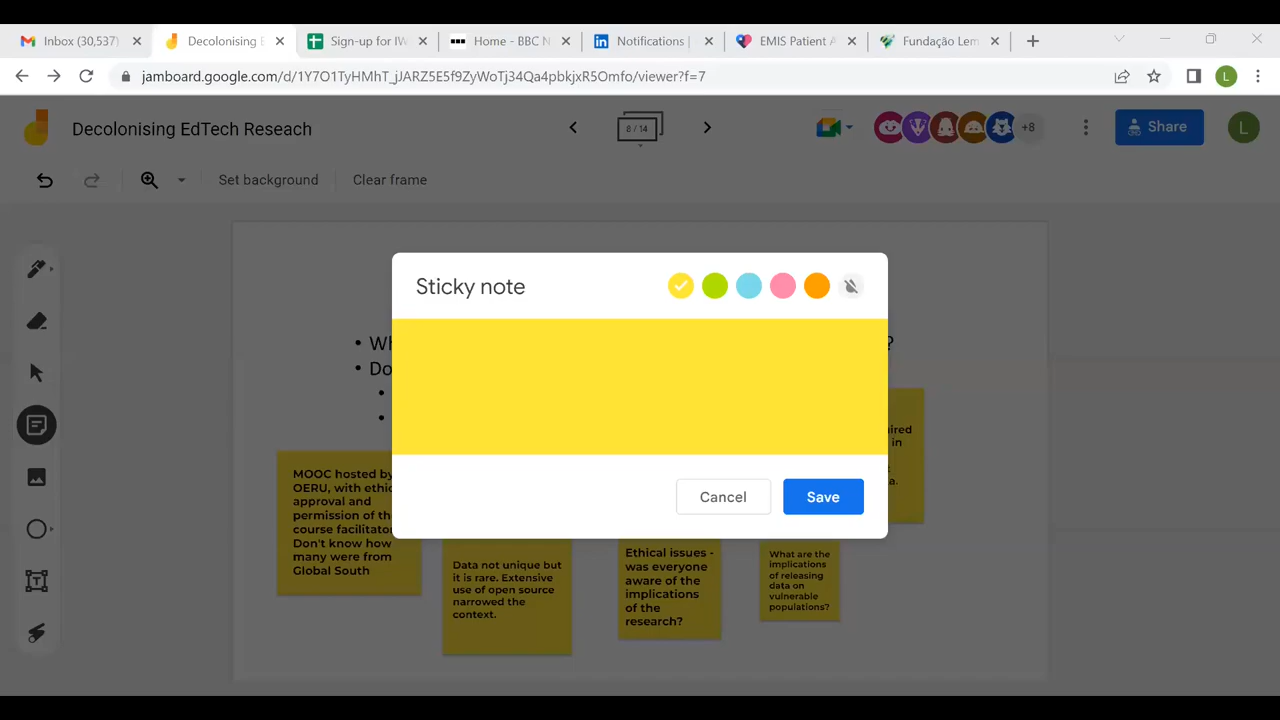 Inbox (30,537)
Decolonising E
Sign-up for IW
Home - BBC N
Notifications |
EMIS Patient A
Fundação Lem
jamboard.google.com/d/1Y7O1TyHMhT_jJARZ5E5f9ZyWoTj34Qa4pbkjxR5Omfo/viewer?f=7
L
Decolonising EdTech Reseach
8 / 14
+8
Share
L
Set background
Clear frame
Sticky note
?
Do
MOOC hosted by
OERU, with ethic
approval and
permission of th
course facilitato
Don't know how
many were from
Global South
Data not unique but
it is rare. Extensive
use of open source
narrowed the
context.
Ethical issues -
was everyone
aware of the
implications
of the
research?
What are the
implications
of releasing
data on
vulnerable
populations?
ired
in
t
a.
Cancel
Save